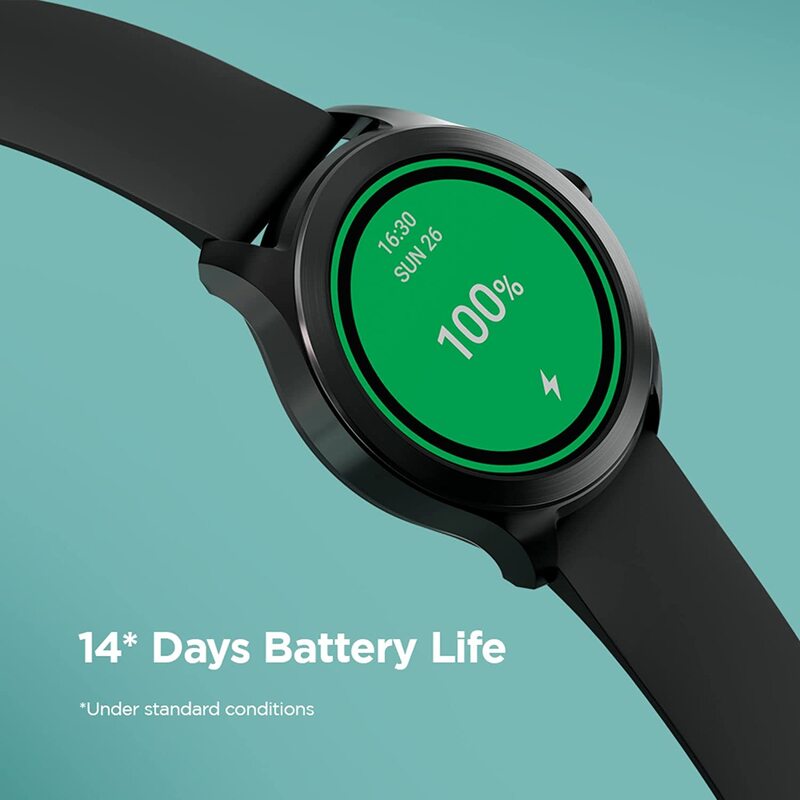 16:30
SUN 26
100%
14* Days Battery Life
*Under standard conditions